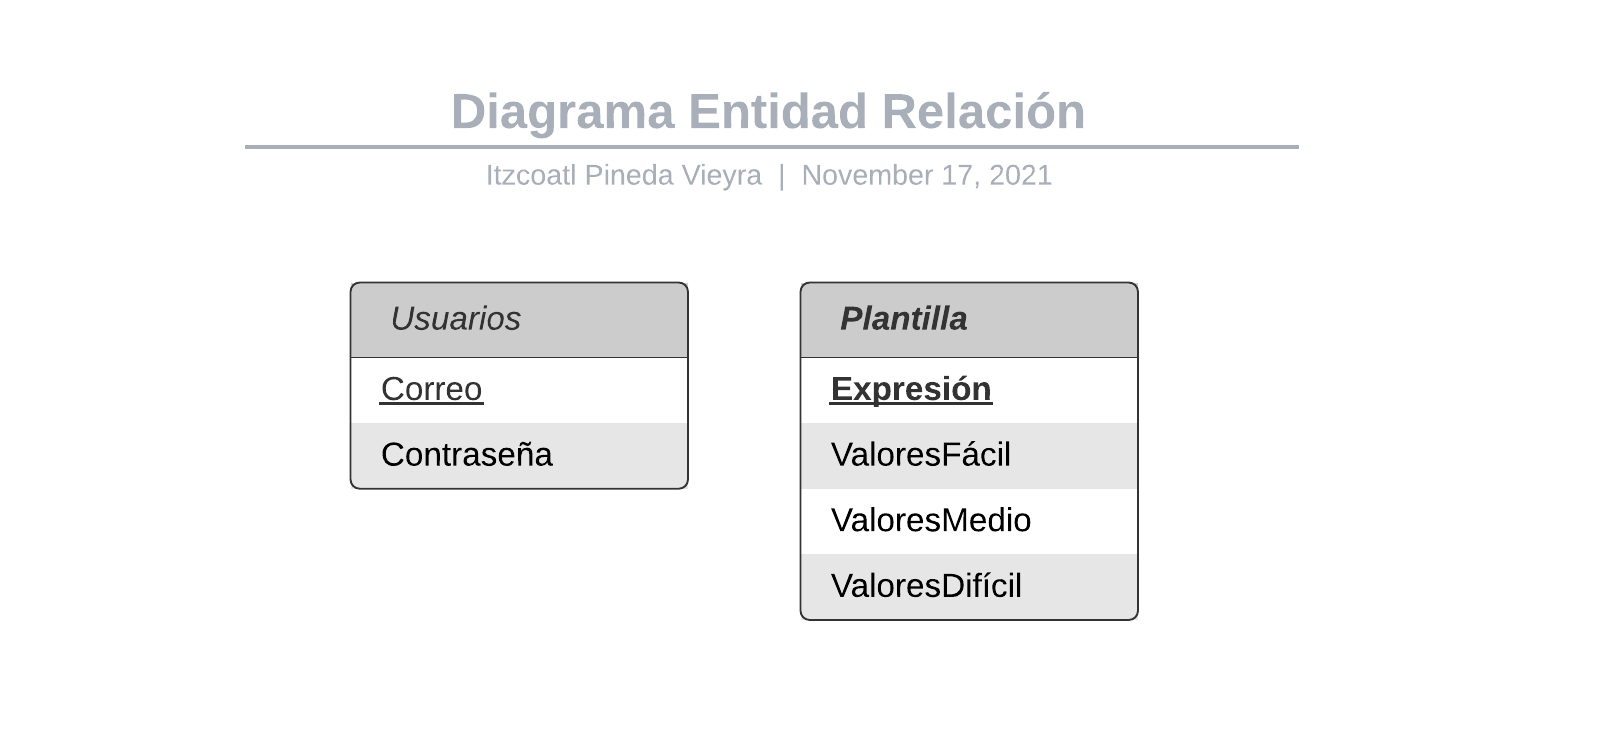 Diagrama Entidad Relación
Itzcoatl Pineda Vieyra | November 17, 2021
Usuarios
Correo
Contraseña
Plantilla
Expresión
ValoresFácil
ValoresMedio
ValoresDifícil